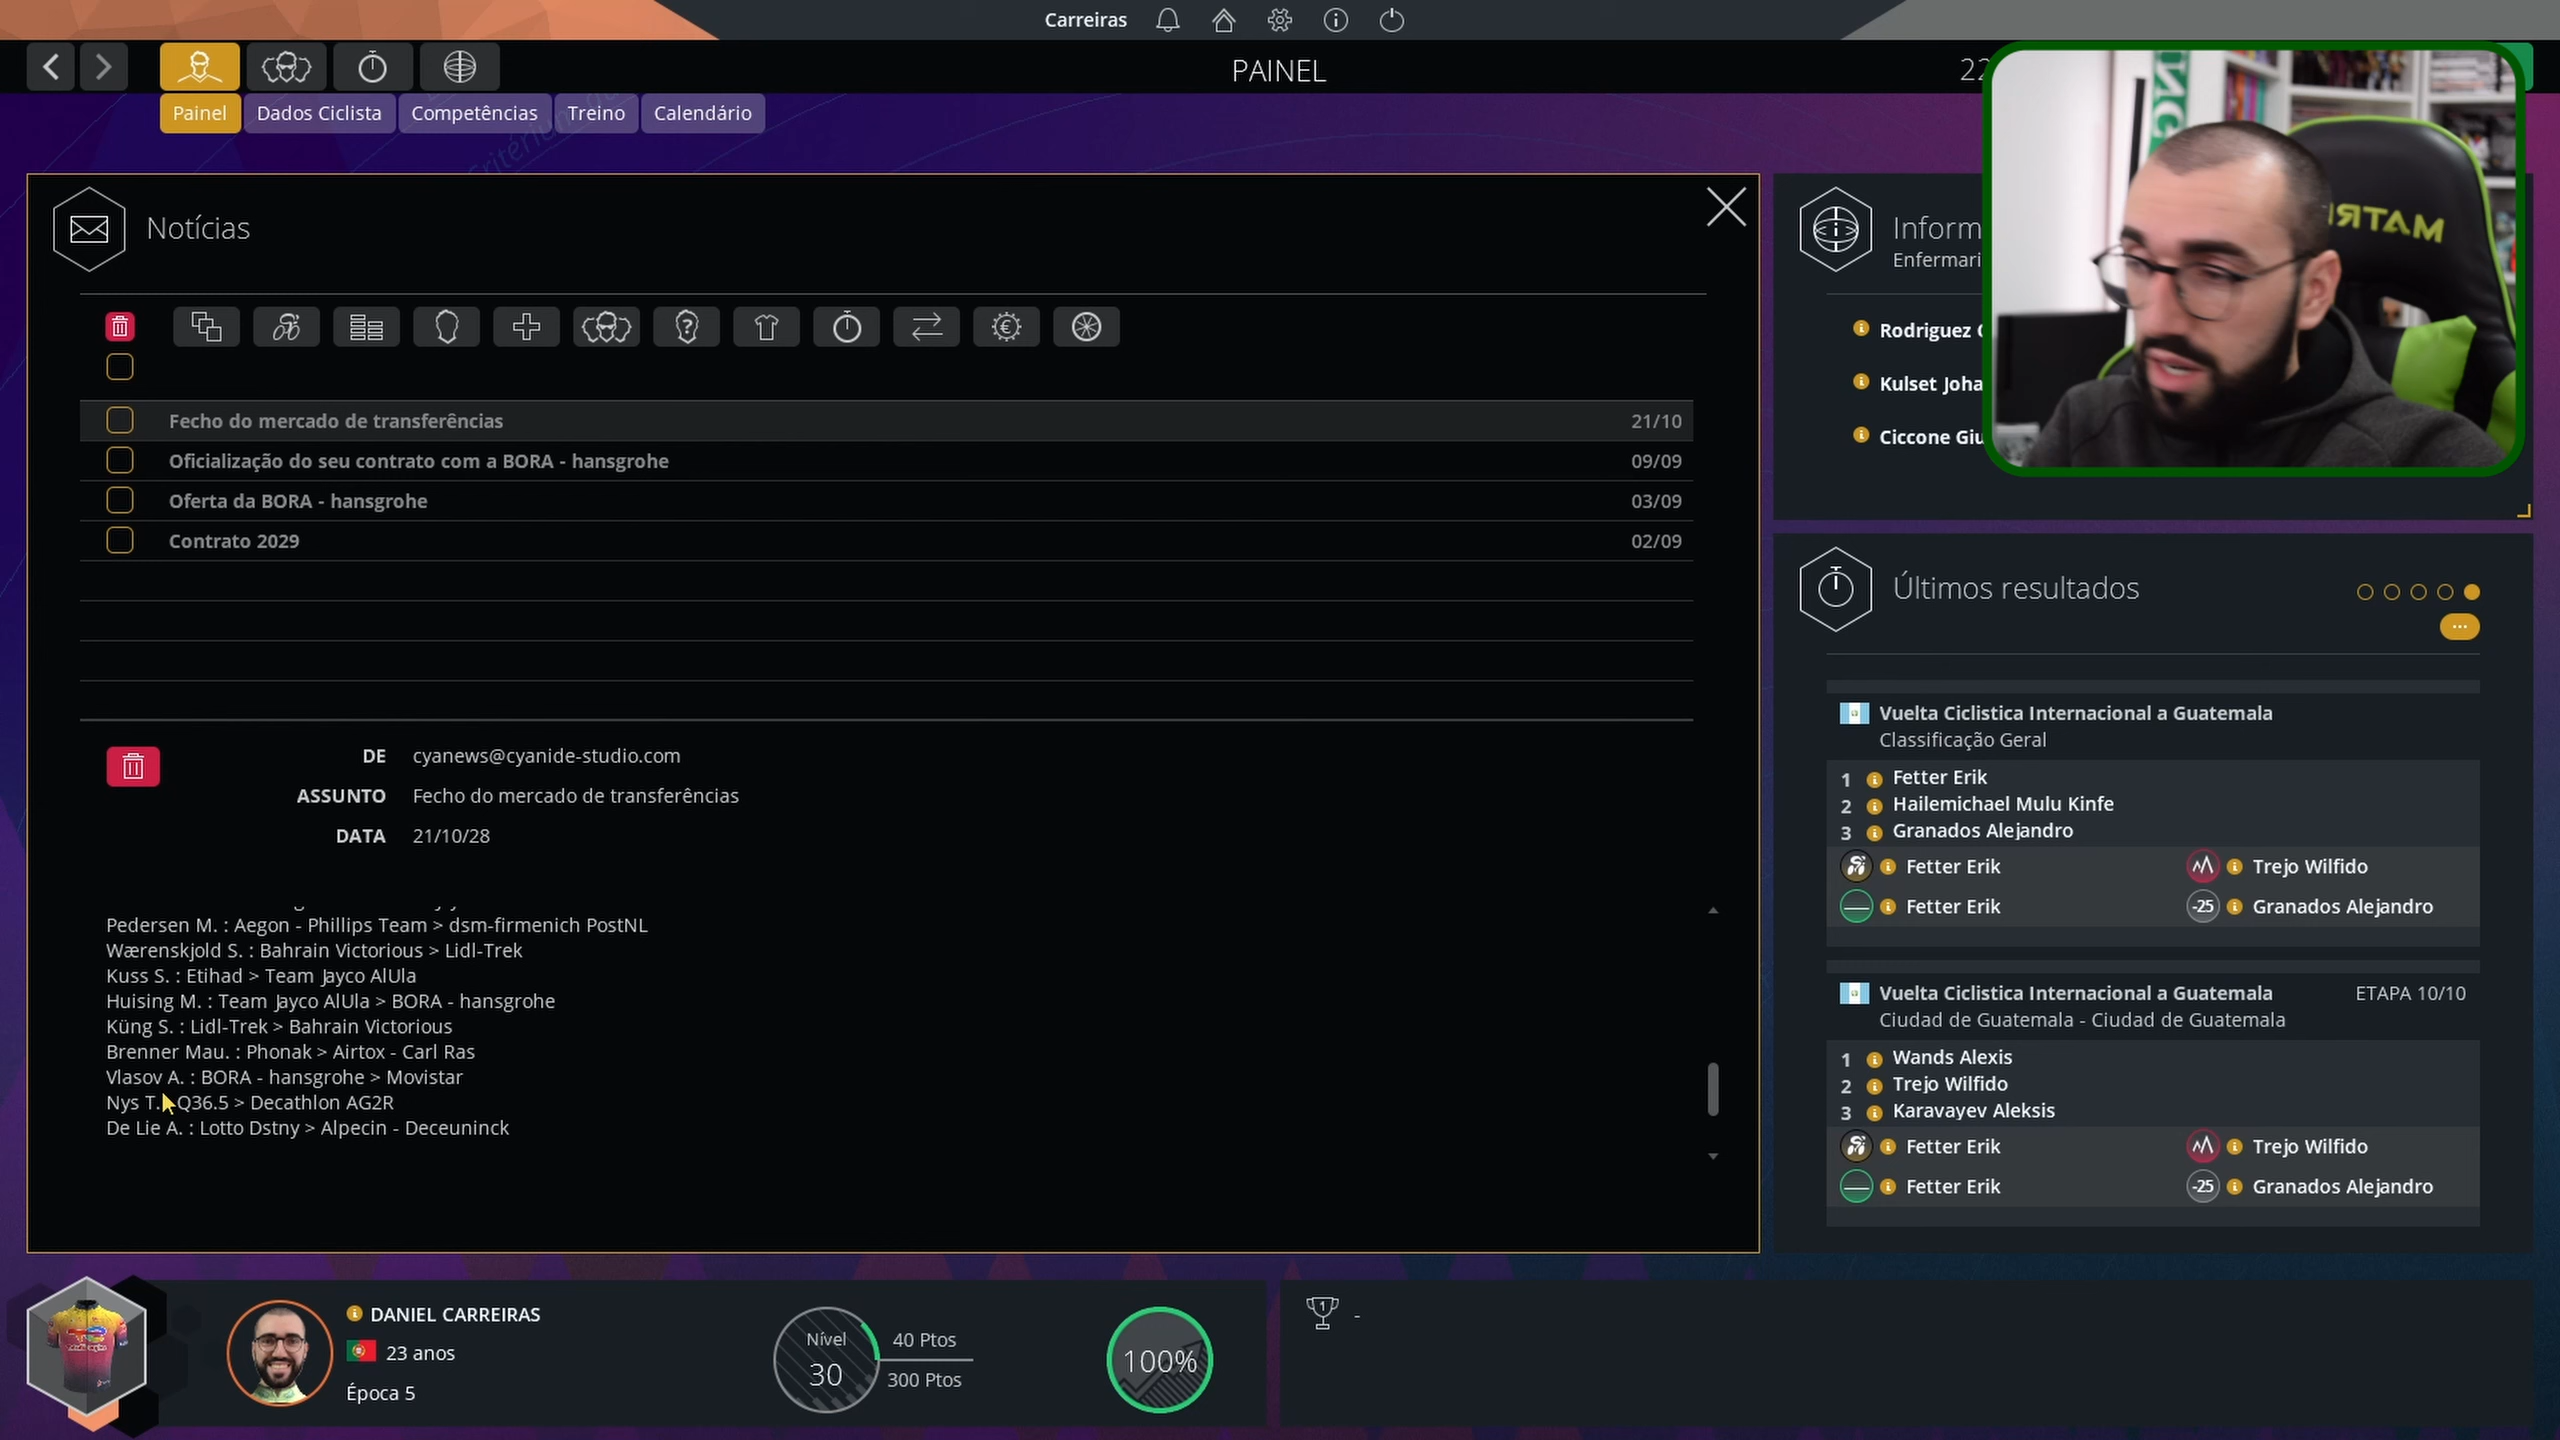 Carreiras
PAINEL
22
Painel
Dados Ciclista
Competências
Treino
Calendário
Notícias
Fecho do mercado de transferências 21/10
Oficialização do seu contrato com a BORA - hansgrohe 09/09
Oferta da BORA - hansgrohe 03/09
Contrato 2029 02/09
DE cyanews@cyanide-studio.com
ASSUNTO Fecho do mercado de transferências
DATA 21/10/28
Pedersen M. : Aegon - Phillips Team > dsm-firmenich PostNL
Wærenskjold S. : Bahrain Victorious > Lidl-Trek
Kuss S. : Etihad > Team Jayco AlUla
Huising M. : Team Jayco AlUla > BORA - hansgrohe
Küng S. : Lidl-Trek > Bahrain Victorious
Brenner Mau. : Phonak > Airtox - Carl Ras
Vlasov A. : BORA - hansgrohe > Movistar
Nys T. Q36.5 > Decathlon AG2R
De Lie A. : Lotto Dstny > Alpecin - Deceuninck
Inform
Enfermari
Rodriguez
Kulset Joha
Ciccone Giu
MATRI
Últimos resultados
...
Vuelta Ciclistica Internacional a Guatemala
Classificação Geral
1 Fetter Erik
2 Hailemichael Mulu Kinfe
3 Granados Alejandro
Fetter Erik Trejo Wilfido
Fetter Erik -25 Granados Alejandro
Vuelta Ciclistica Internacional a Guatemala ETAPA 10/10
Ciudad de Guatemala - Ciudad de Guatemala
1 Wands Alexis
2 Trejo Wilfido
3 Karavayev Aleksis
Fetter Erik Trejo Wilfido
Fetter Erik -25 Granados Alejandro
DANIEL CARREIRAS
23 anos
Época 5
Nível
30
40 Ptos
300 Ptos
100%
1 -